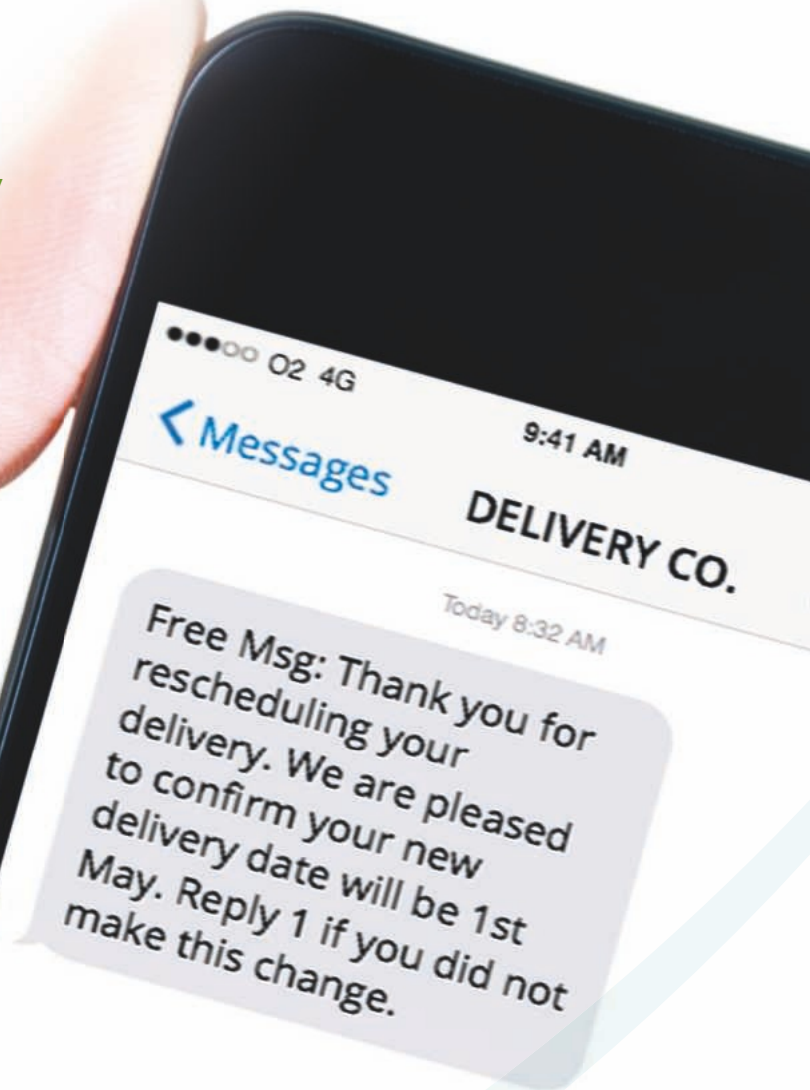 O2 4G
9:41 AM
Messages
DELIVERY CO.
Today 8:32 AM
Free Msg: Thank you for
rescheduling your
delivery. We are pleased
to confirm your new
delivery date will be 1st
May. Reply 1 if you did not
make this change.